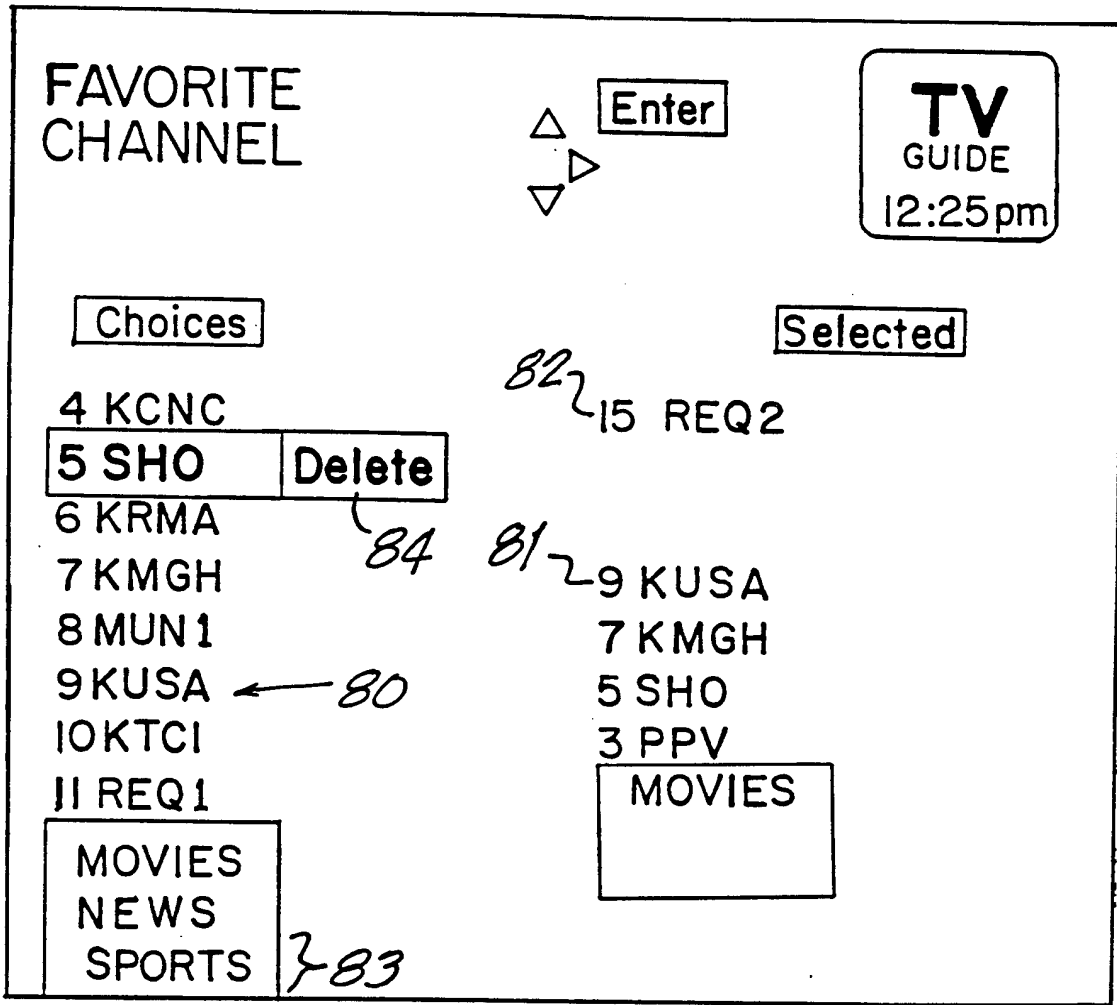 FAVORITE
CHANNEL
Enter
TV
GUIDE
12:25pm
Choices
Selected
4 KCNC
5 SHO Delete
6 KRMA
7 KMGH
8 MUN1
9 KUSA
10 KTCI
11 REQ1
MOVIES
NEWS
SPORTS
84
80
83
82
15 REQ2
81
9 KUSA
7 KMGH
5 SHO
3 PPV
MOVIES